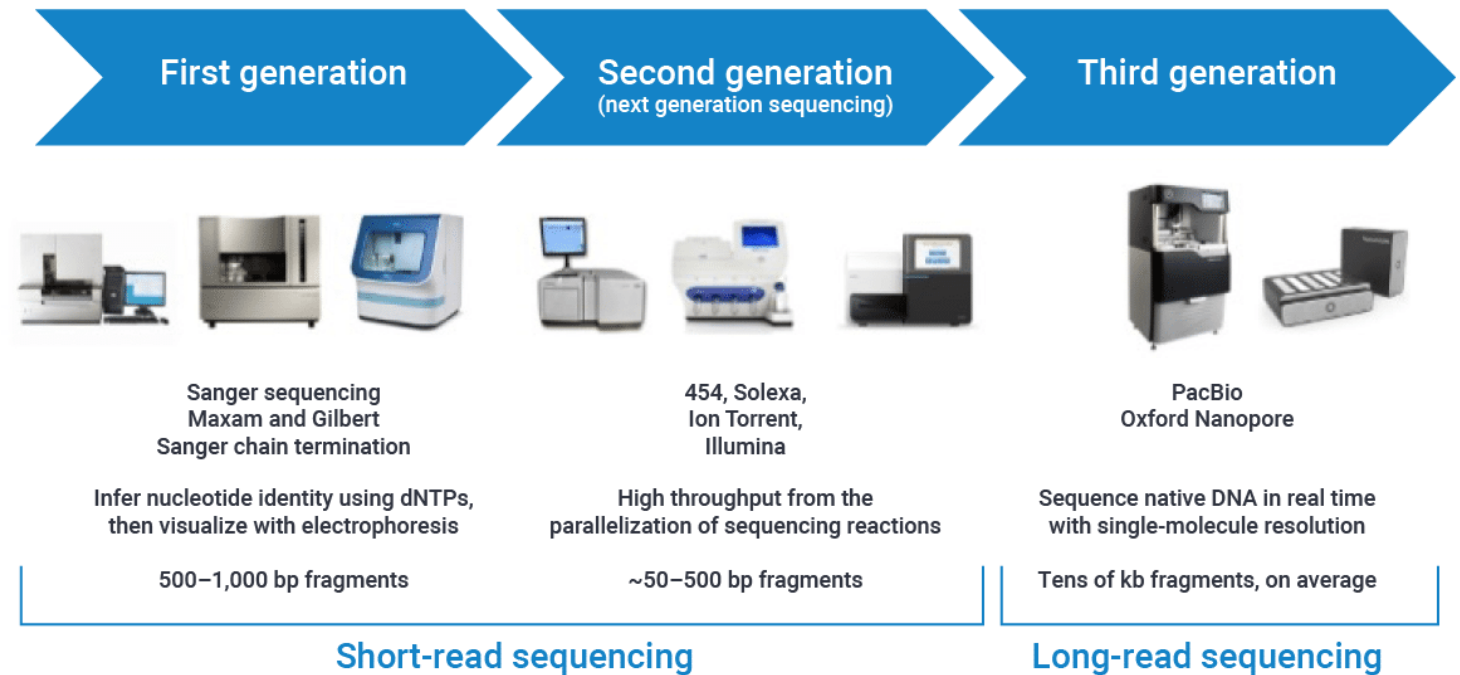 First generation
Second generation
(next generation sequencing)
Third generation
Sanger sequencing
Maxam and Gilbert
Sanger chain termination
454, Solexa,
Ion Torrent,
Illumina
PacBio
Oxford Nanopore
Infer nucleotide identity using dNTPs,
then visualize with electrophoresis
High throughput from the
parallelization of sequencing reactions
Sequence native DNA in real time
with single-molecule resolution
500–1,000 bp fragments
~50–500 bp fragments
Tens of kb fragments, on average
Short-read sequencing
Long-read sequencing